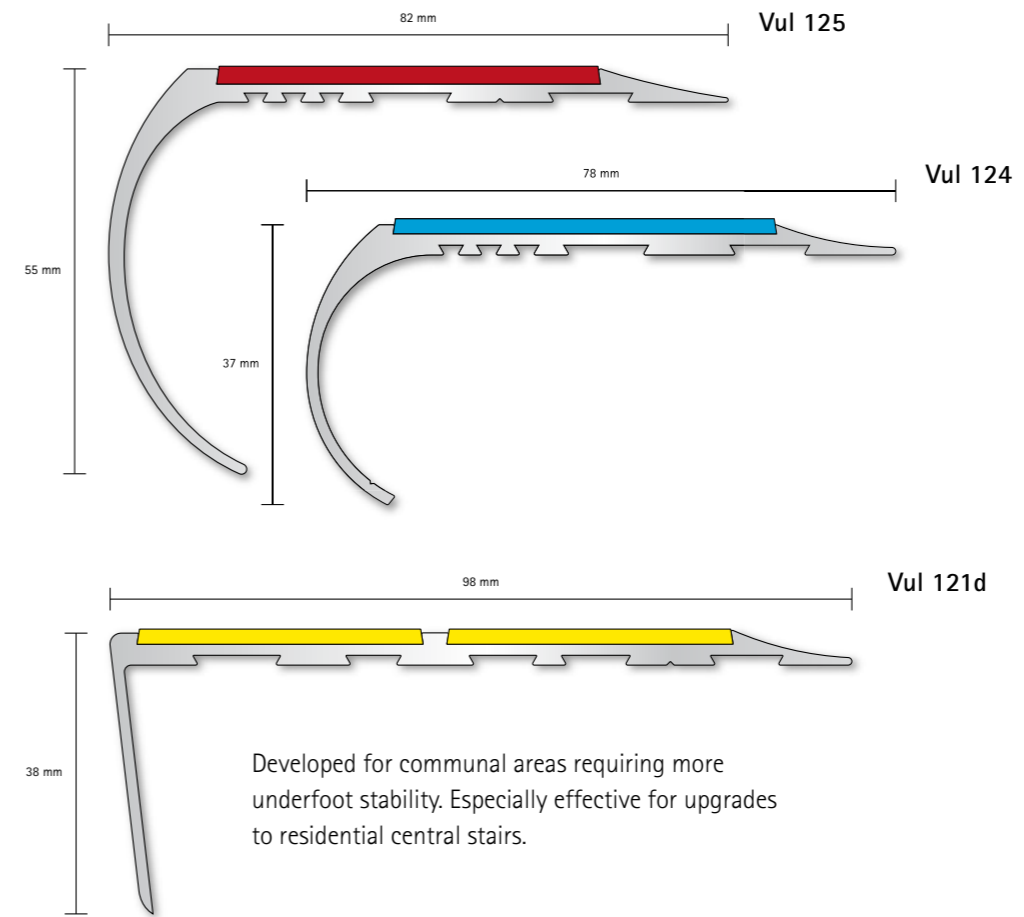 82 mm
Vul 125
78 mm
Vul 124
55 mm
37 mm
98 mm
Vul 121d
38 mm
Developed for communal areas requiring more
underfoot stability. Especially effective for upgrades
to residential central stairs.